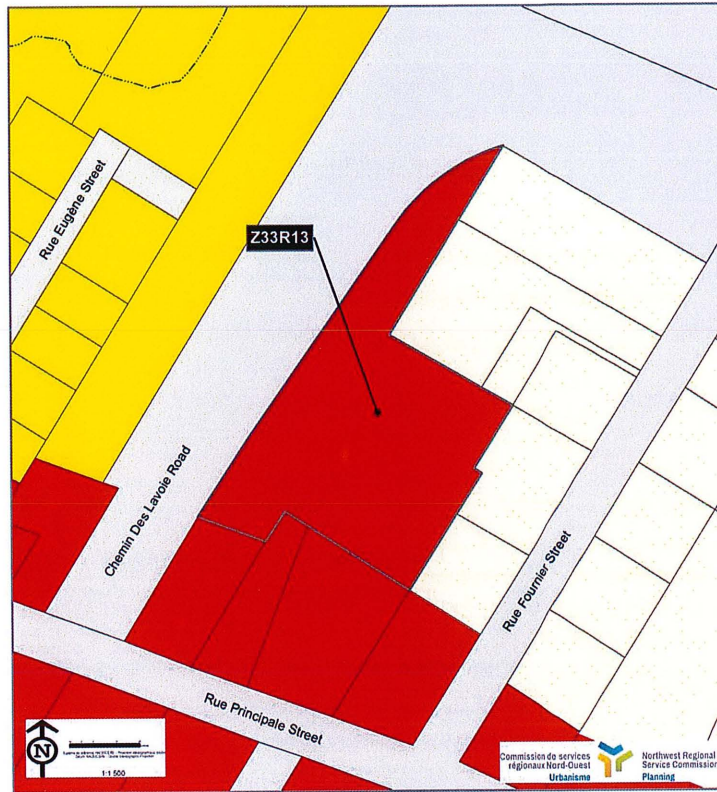 Rue Eugène Street
Z33R13
Chemin Des Lavoie Road
Rue Fournier Street
Rue Principale Street
N
1:1 500
Commission de services
régionaux Nord-Ouest
Urbanisme
Northwest Regional
Service Commission
Planning